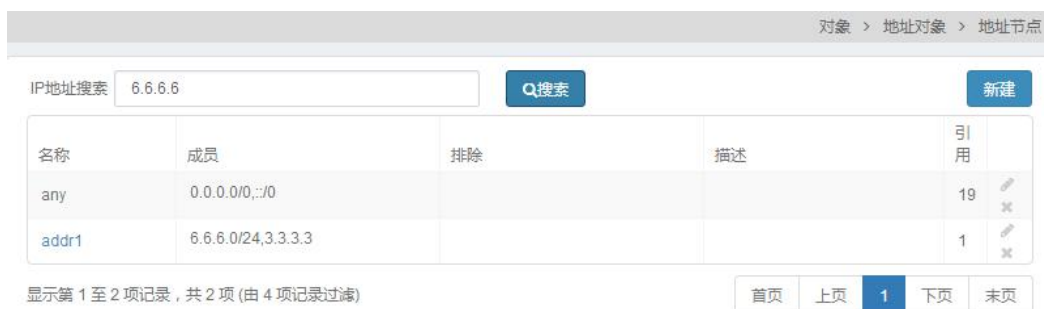 对象 > 地址对象 > 地址节点
IP地址搜索 6.6.6.6 搜索 新建
名称 成员 排除 描述 引用
any 0.0.0.0/0,::/0 19
addr1 6.6.6.0/24,3.3.3.3 1
显示第 1 至 2 项记录，共 2 项 (由 4 项记录过滤) 首页 上页 1 下页 末页